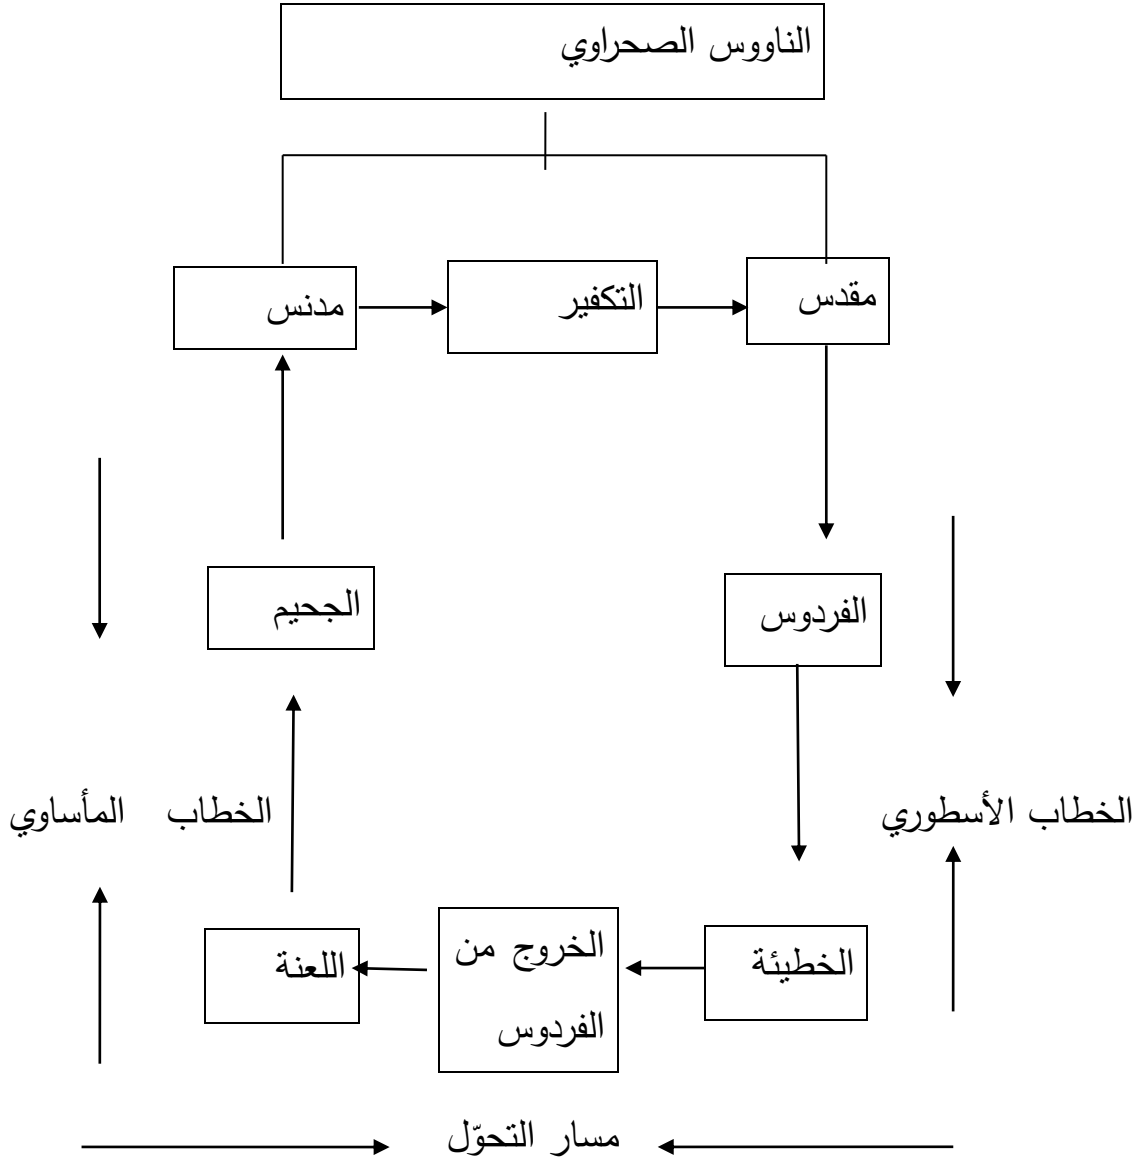 الناووس الصحراوي
مقدس
التكفير
مدنس
الفردوس
الجحيم
الخطاب الأسطوري
الخطاب المأساوي
الخطيئة
الخروج من
الفردوس
اللعنة
مسار التحوّل